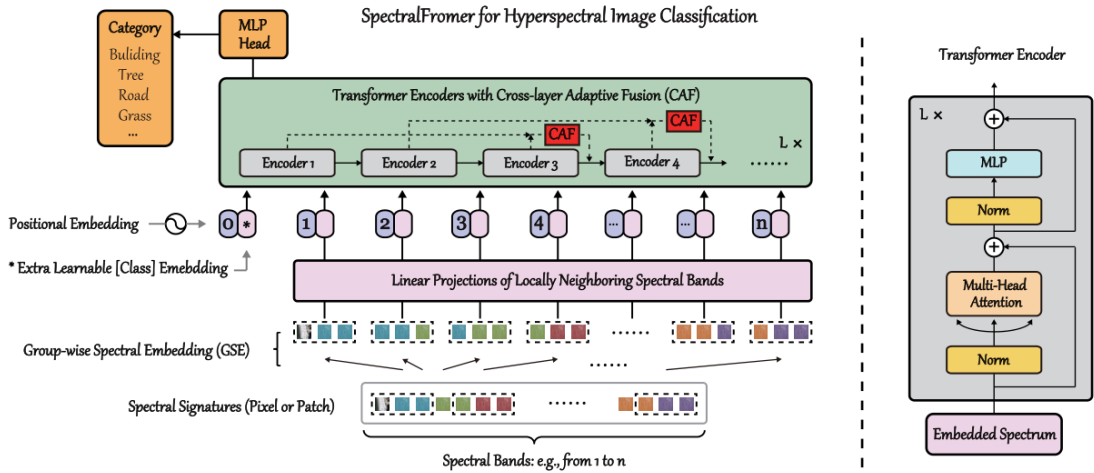 SpectralFromer for Hyperspectral Image Classification
Category
Buliding
Tree
Road
Grass
...
MLP
Head
Transformer Encoders with Cross-layer Adaptive Fusion (CAF)
CAF
CAF
L ×
Encoder 1
Encoder 2
Encoder 3
Encoder 4
......
Positional Embedding
0 *
1
2
3
4
...
...
n
* Extra Learnable [Class] Emebdding
Linear Projections of Locally Neighboring Spectral Bands
......
Group-wise Spectral Embedding (GSE)
......
Spectral Signatures (Pixel or Patch)
......
Spectral Bands: e.g., from 1 to n
Transformer Encoder
L ×
+
MLP
Norm
+
Multi-Head
Attention
Norm
Embedded Spectrum